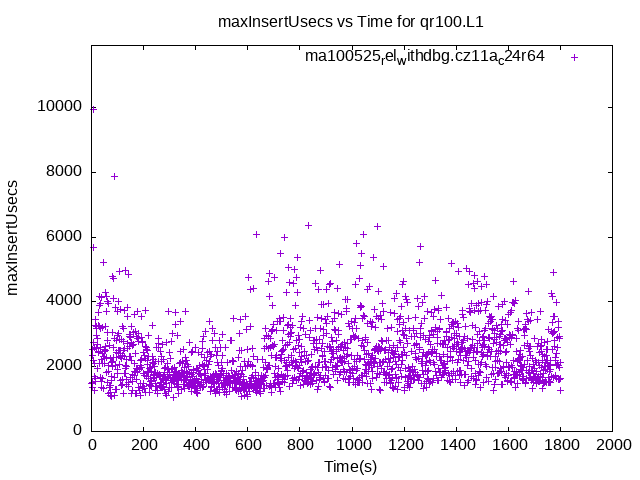 maxInsertUsecs vs Time for qr100.L1
ma100525_rel_withdbg.cz11a_c24r64
10000
8000
6000
4000
2000
0
maxInsertUsecs
0 200 400 600 800 1000 1200 1400 1600 1800 2000
Time(s)